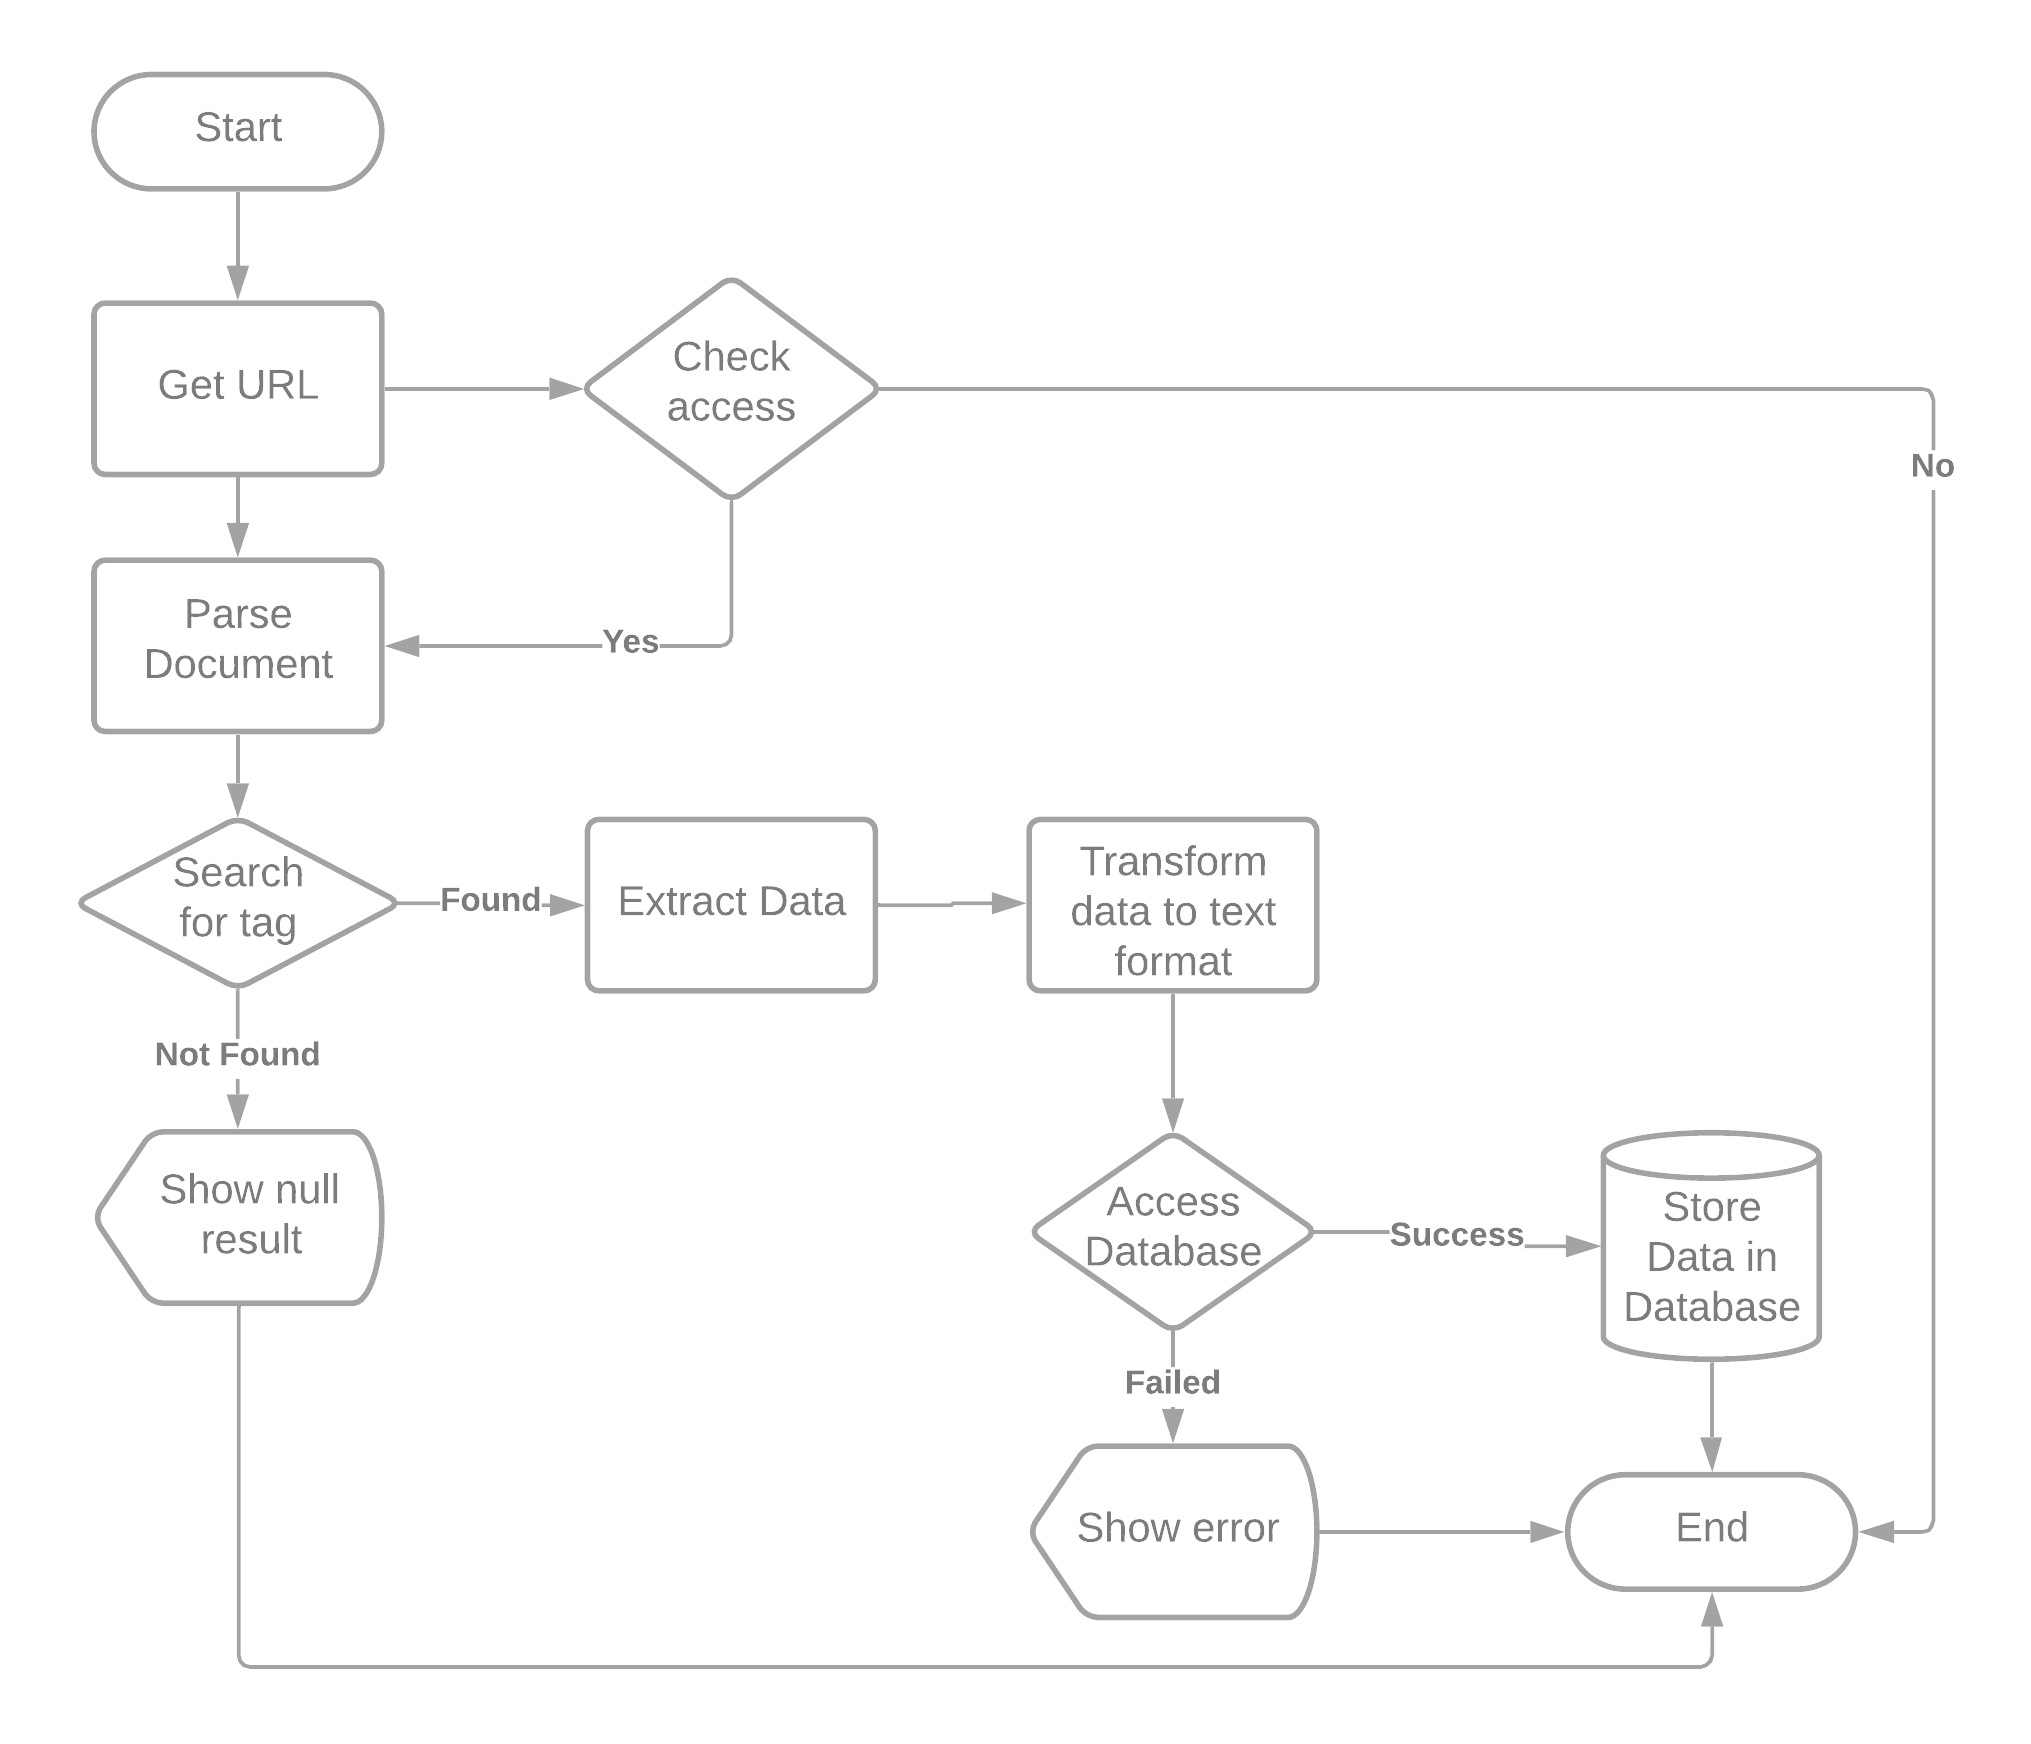 Start
Get URL
Check
access
No
Parse
Document
Yes
Search
for tag
Found
Extract Data
Transform
data to text
format
Not Found
Show null
result
Access
Database
Success
Store
Data in
Database
Failed
Show error
End